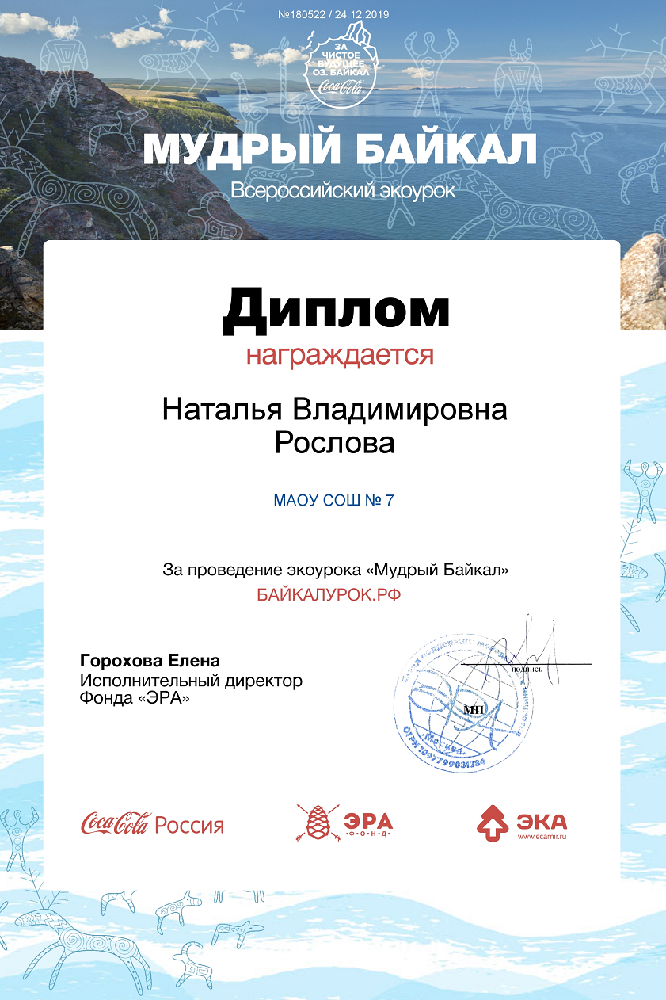 №180522 / 24.12.2019
ЗА
ЧИСТОЕ
БУДУЩЕЕ
ОЗ. БАЙКАЛ
Coca-Cola
МУДРЫЙ БАЙКАЛ
Всероссийский экоурок
Диплом
награждается
Наталья Владимировна
Рослова
МАОУ СОШ № 7
За проведение экоурока «Мудрый Байкал»
БАЙКАЛУРОК.РФ
Горохова Елена
Исполнительный директор
Фонда «ЭРА»
подпись
МП
ЭРА
Москва
ОГРН 1097799031384
Coca-Cola Россия
ЭРА
ФОНД
ЭКА
www.ecamir.ru